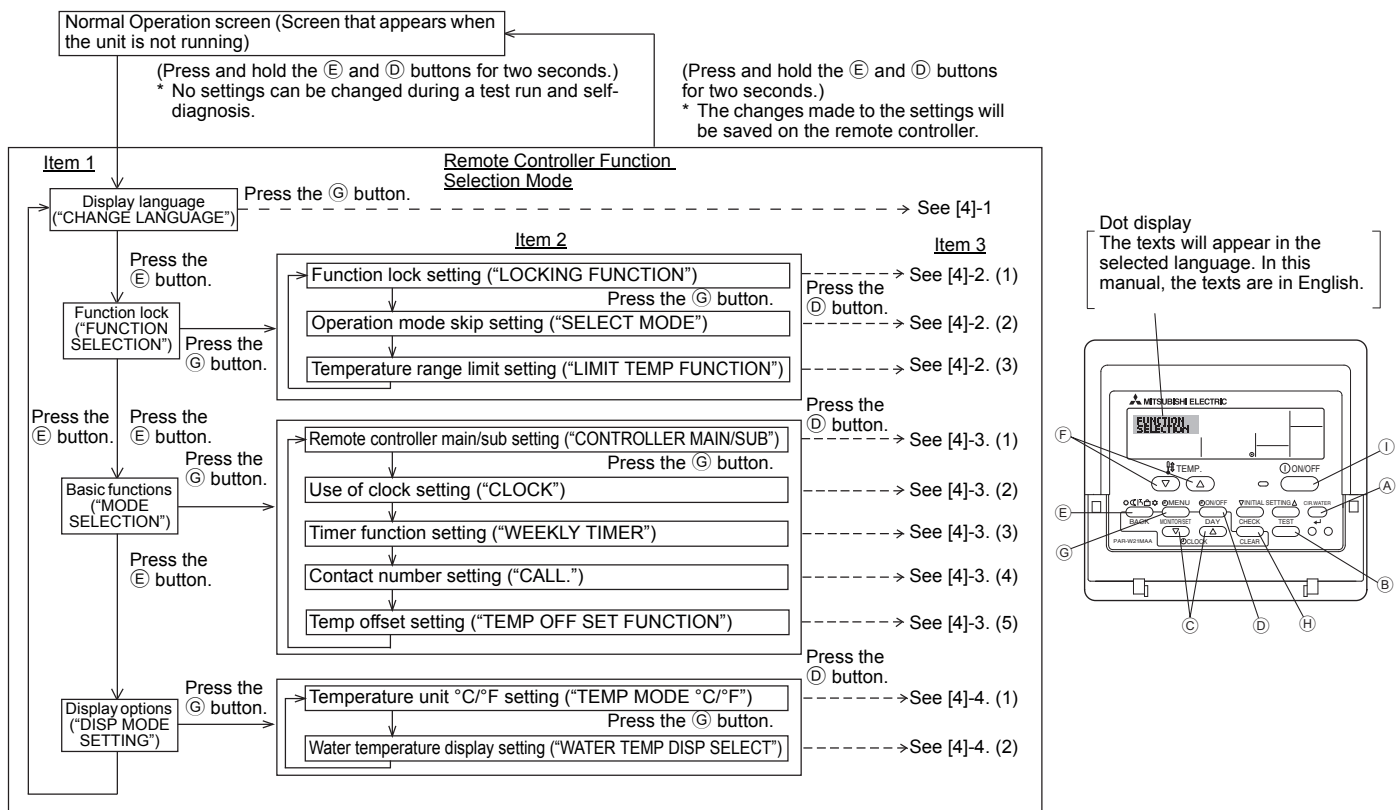 Normal Operation screen (Screen that appears when
the unit is not running)
(Press and hold the Ⓔ and Ⓓ buttons for two seconds.)
* No settings can be changed during a test run and self-
diagnosis.
(Press and hold the Ⓔ and Ⓓ buttons
for two seconds.)
* The changes made to the settings will
be saved on the remote controller.
Item 1
Remote Controller Function
Selection Mode
Display language
("CHANGE LANGUAGE")
Press the Ⓖ button.
See [4]-1
Press the
Ⓔ button.
Item 2
Item 3
Function lock
("FUNCTION
SELECTION")
Press the
Ⓖ button.
Function lock setting ("LOCKING FUNCTION")
Press the Ⓖ button.
Operation mode skip setting ("SELECT MODE")
Temperature range limit setting ("LIMIT TEMP FUNCTION")
Press the
Ⓓ button.
See [4]-2. (1)
See [4]-2. (2)
See [4]-2. (3)
Press the
Ⓔ button.
Press the
Ⓔ button.
Basic functions
("MODE
SELECTION")
Press the
Ⓖ button.
Remote controller main/sub setting ("CONTROLLER MAIN/SUB")
Press the Ⓖ button.
Use of clock setting ("CLOCK")
Timer function setting ("WEEKLY TIMER")
Contact number setting ("CALL.")
Temp offset setting ("TEMP OFF SET FUNCTION")
Press the
Ⓓ button.
See [4]-3. (1)
See [4]-3. (2)
See [4]-3. (3)
See [4]-3. (4)
See [4]-3. (5)
Press the
Ⓔ button.
Display options
("DISP MODE
SETTING")
Press the
Ⓖ button.
Temperature unit °C/°F setting ("TEMP MODE °C/°F")
Press the Ⓖ button.
Water temperature display setting ("WATER TEMP DISP SELECT")
Press the
Ⓓ button.
See [4]-4. (1)
See [4]-4. (2)
Dot display
The texts will appear in the
selected language. In this
manual, the texts are in English.
MITSUBISHI ELECTRIC
FUNCTION
SELECTION
TEMP.
ON/OFF
MENU
ON/OFF
INITIAL SETTING
CIR.WATER
BACK
MONITOR/SET
DAY
CHECK
TEST
PAR-W21MAA
CLOCK
CLEAR
Ⓕ
Ⓔ
Ⓖ
Ⓘ
Ⓐ
Ⓑ
Ⓒ
Ⓓ
Ⓗ